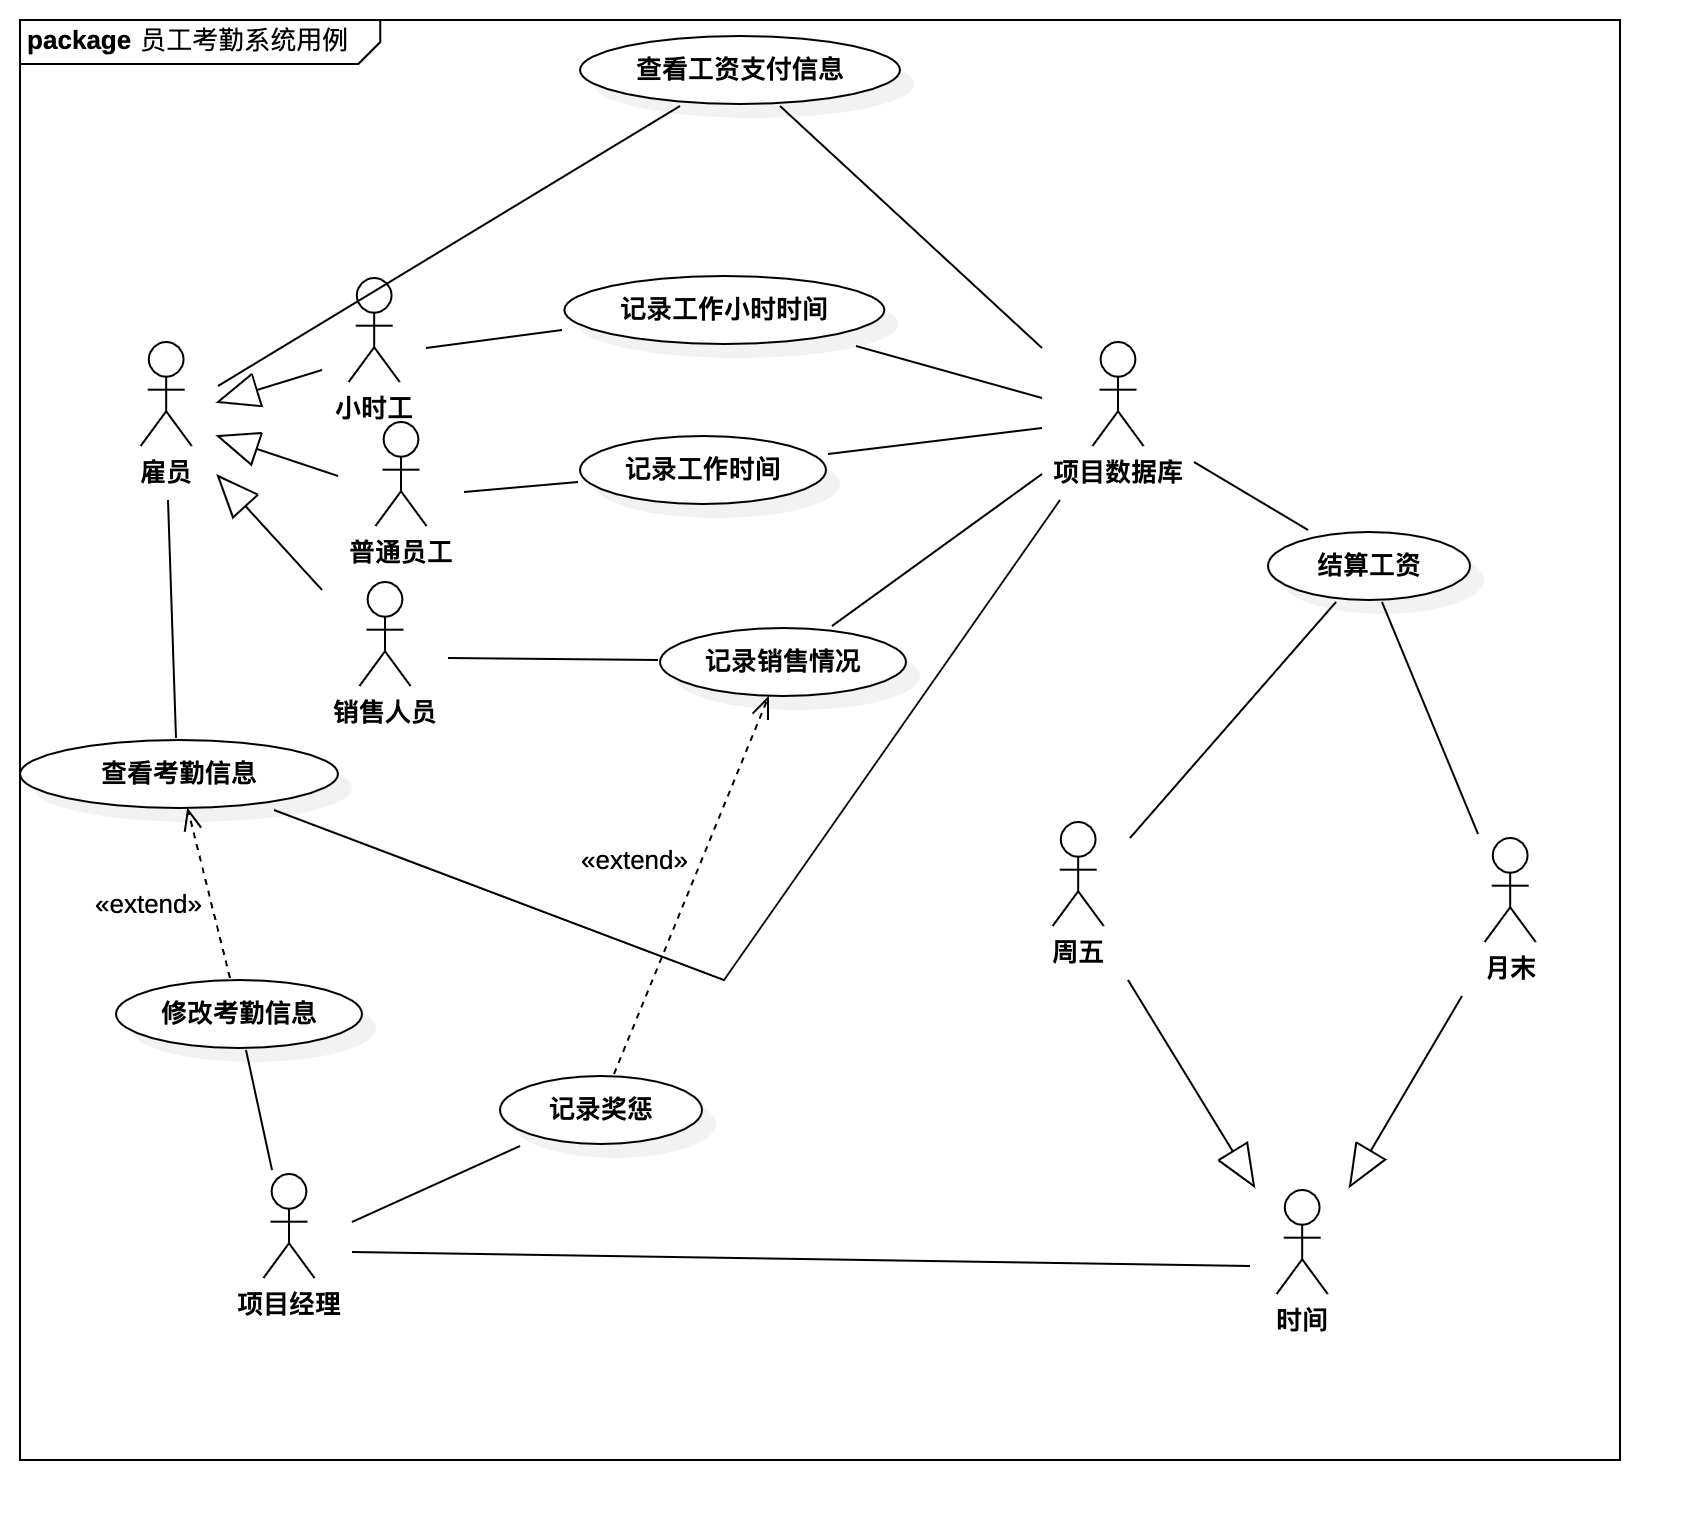 package 员工考勤系统用例
查看工资支付信息
记录工作小时时间
小时工
雇员
项目数据库
记录工作时间
普通员工
结算工资
记录销售情况
销售人员
查看考勤信息
«extend»
«extend»
周五
月末
修改考勤信息
记录奖惩
项目经理
时间